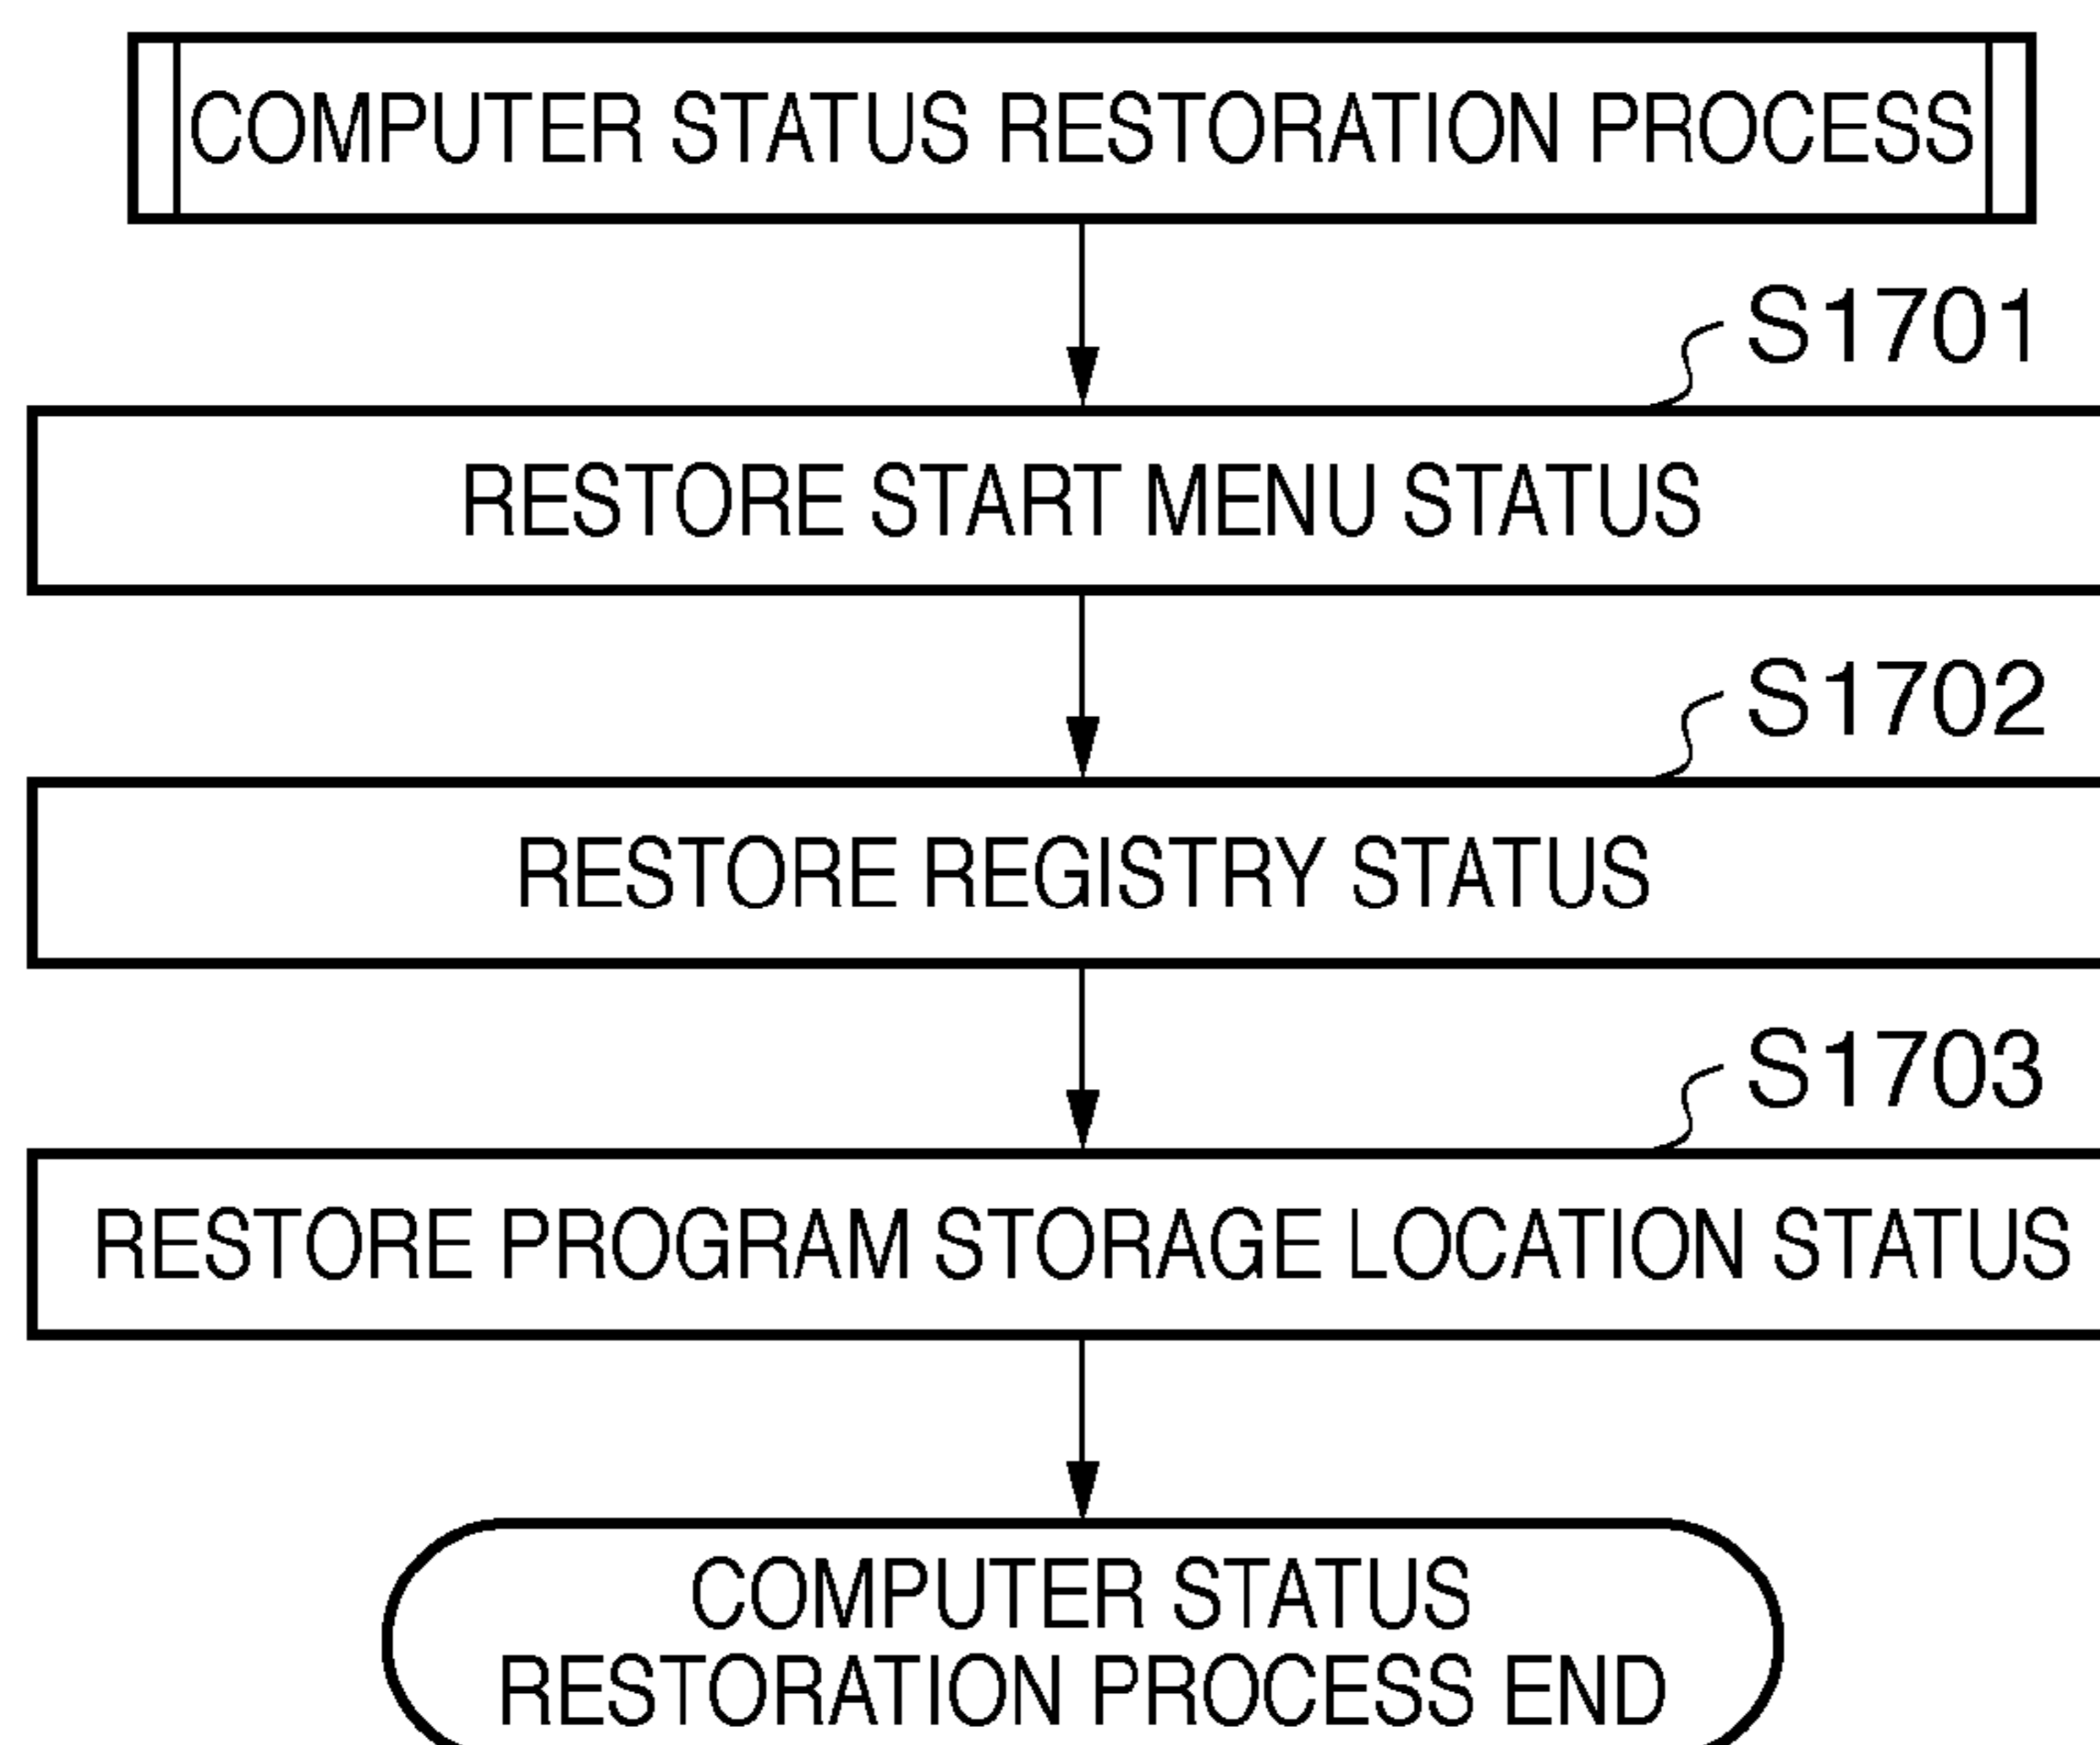 COMPUTER STATUS RESTORATION PROCESS
S1701
RESTORE START MENU STATUS
S1702
RESTORE REGISTRY STATUS
S1703
RESTORE PROGRAM STORAGE LOCATION STATUS
COMPUTER STATUS
RESTORATION PROCESS END